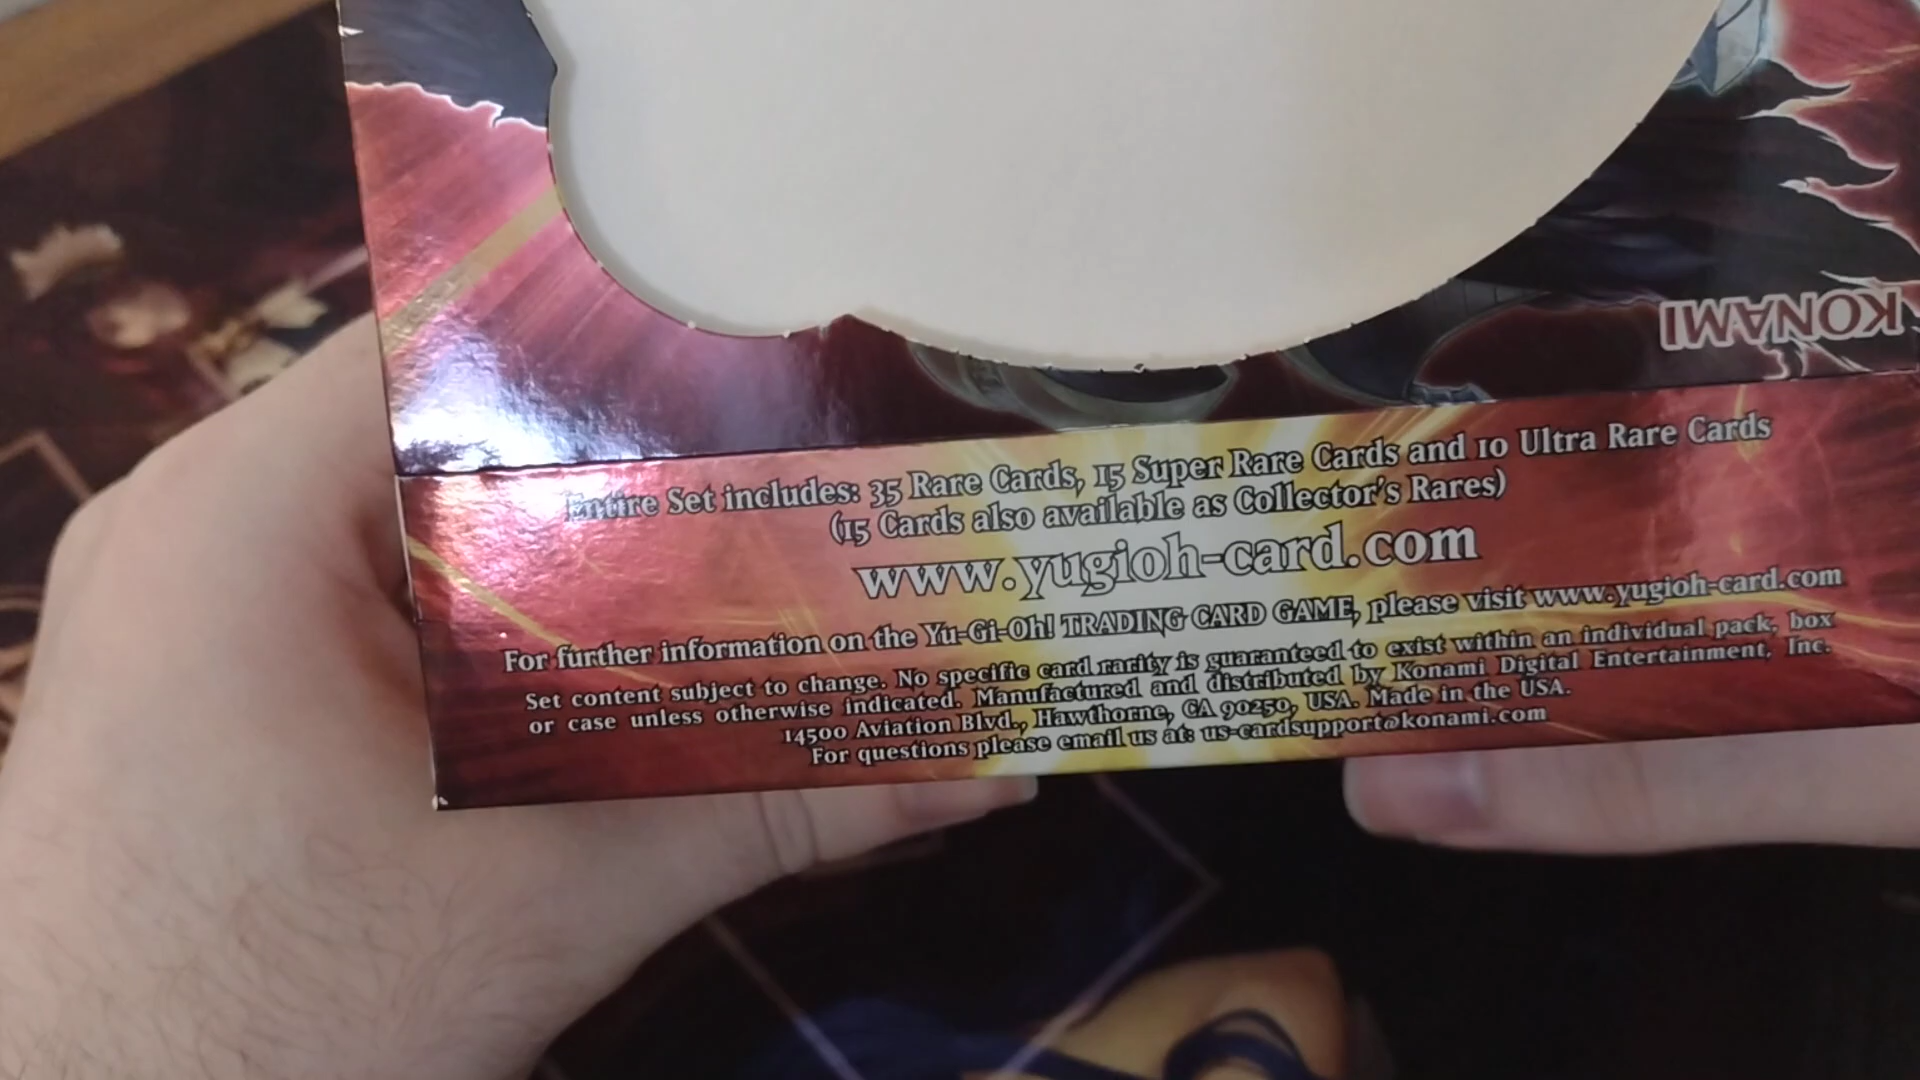 KONAMI
Entire Set includes: 35 Rare Cards, 15 Super Rare Cards and 10 Ultra Rare Cards
(15 Cards also available as Collector's Rares)
www.yugioh-card.com
For further information on the Yu-Gi-Oh! TRADING CARD GAME, please visit www.yugioh-card.com
Set content subject to change. No specific card rarity is guaranteed to exist within an individual pack, box
or case unless otherwise indicated. Manufactured and distributed by Konami Digital Entertainment, Inc.
14500 Aviation Blvd., Hawthorne, CA 90250, USA. Made in the USA.
For questions please email us at: us-cardsupport@konami.com